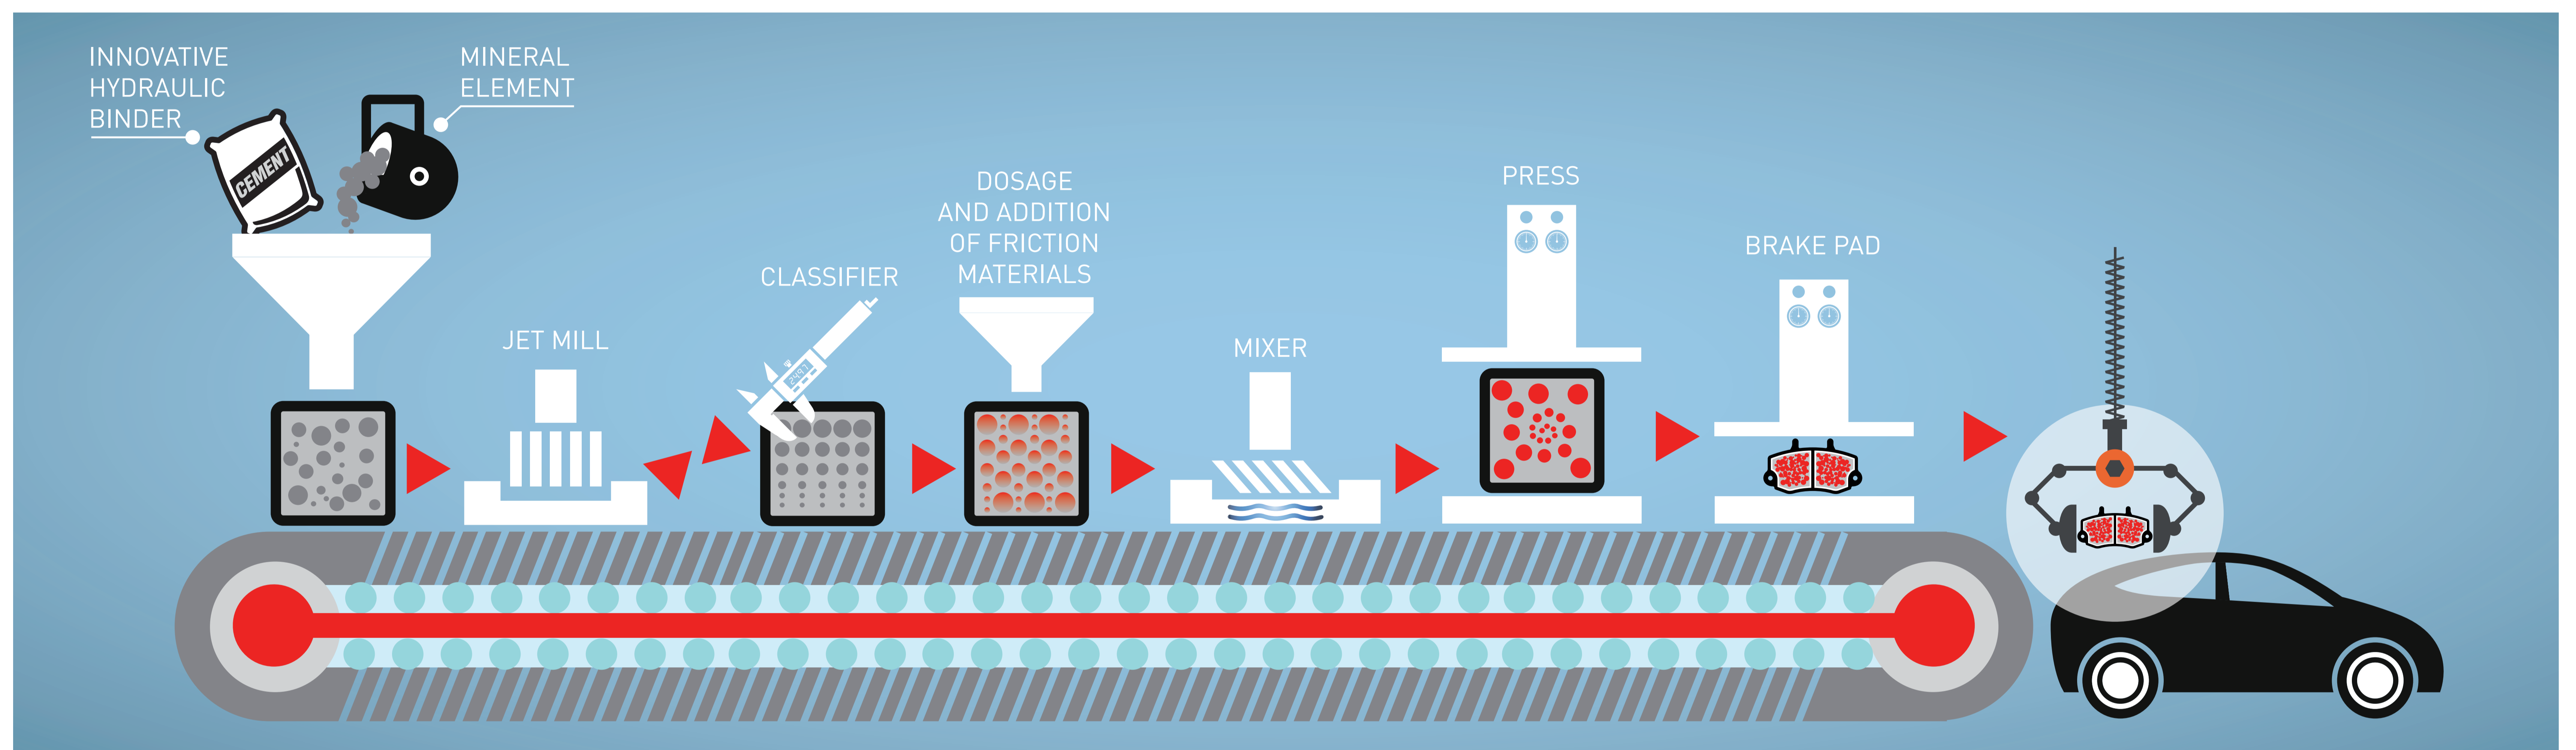 INNOVATIVE
HYDRAULIC
BINDER
MINERAL
ELEMENT
CEMENT
JET MILL
CLASSIFIER
DOSAGE
AND ADDITION
OF FRICTION
MATERIALS
MIXER
PRESS
BRAKE PAD